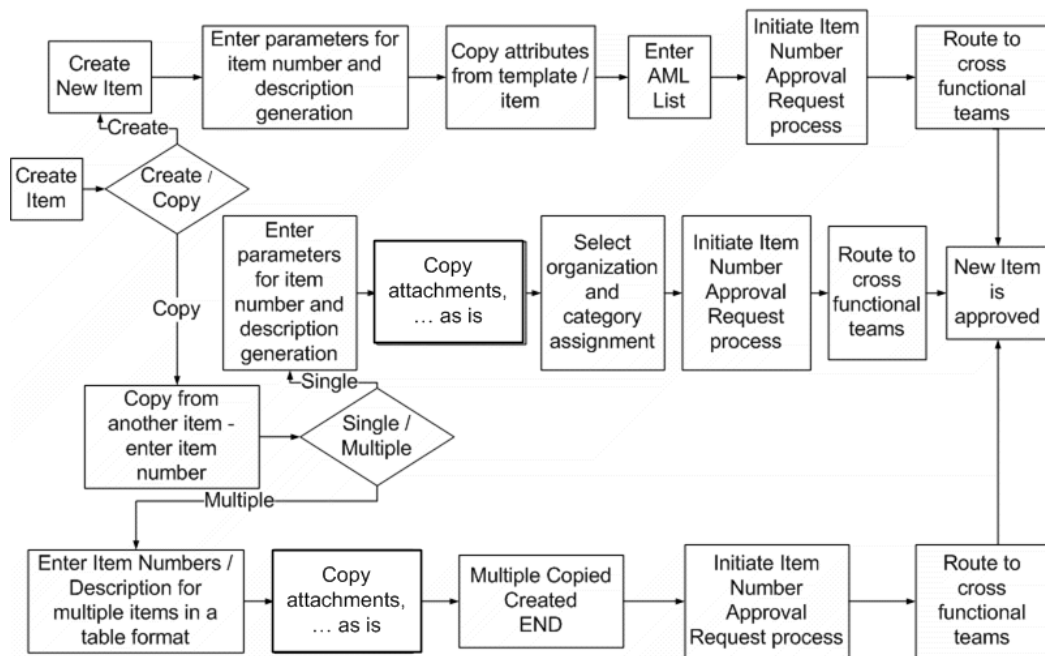 Create
New Item
Enter parameters for
item number and
description
generation
Copy attributes
from template /
item
Enter
AML
List
Initiate Item
Number
Approval
Request
process
Route to
cross
functional
teams
Create
Create
Item
Create /
Copy
Enter
parameters
for item
number and
description
generation
Copy
attachments,
... as is
Select
organization
and
category
assignment
Initiate Item
Number
Approval
Request
process
Route to
cross
functional
teams
New Item
is
approved
Copy
Single
Copy from
another item -
enter item
number
Single /
Multiple
Multiple
Enter Item Numbers /
Description for
multiple items in a
table format
Copy
attachments,
... as is
Multiple Copied
Created
END
Initiate Item
Number
Approval
Request process
Route to
cross
functional
teams